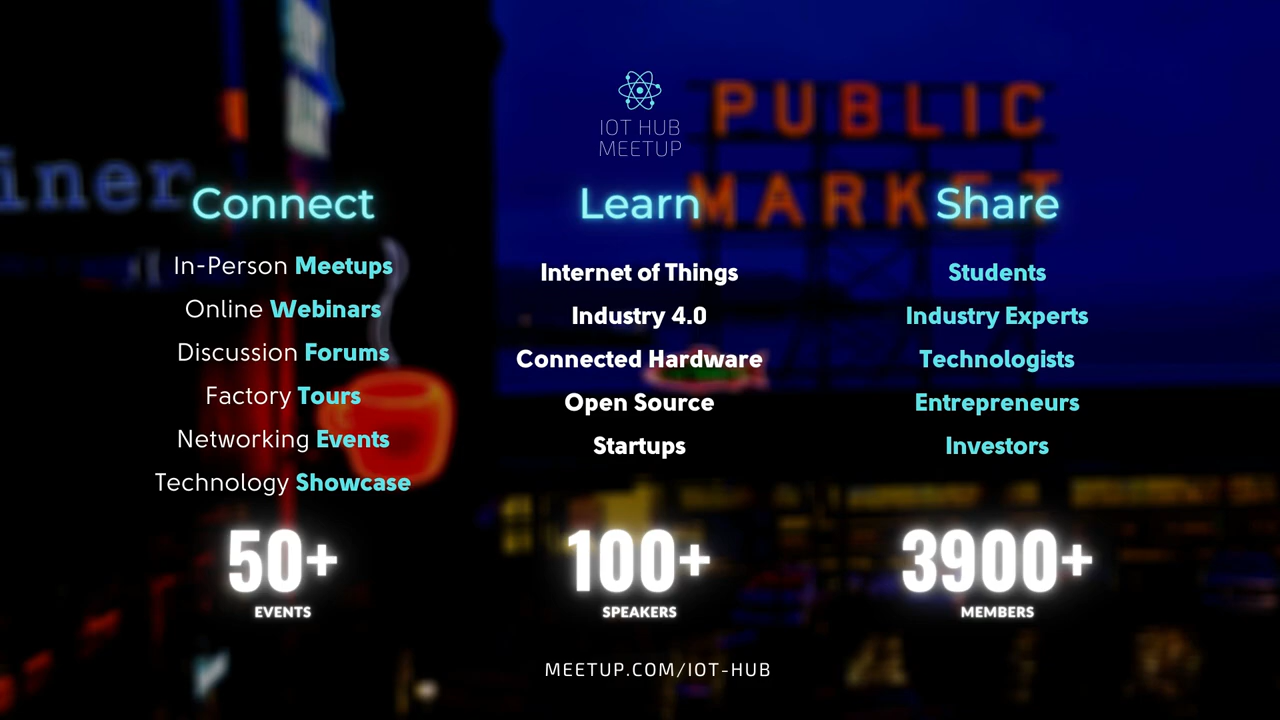 IOT HUB
MEETUP
PUBLIC
MARKET
iner
Connect
In-Person Meetups
Online Webinars
Discussion Forums
Factory Tours
Networking Events
Technology Showcase
50+
EVENTS
Learn
Internet of Things
Industry 4.0
Connected Hardware
Open Source
Startups
100+
SPEAKERS
Share
Students
Industry Experts
Technologists
Entrepreneurs
Investors
3900+
MEMBERS
MEETUP.COM/IOT-HUB